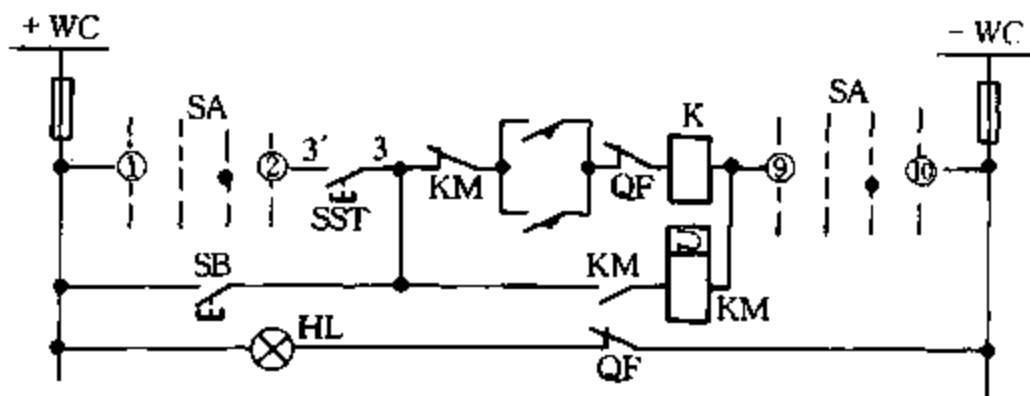 + WC
− WC
SA
K
SA
① ② 3′ 3
⑨ ⑩
KM
QF
SST
SB
KM
KM
HL
QF